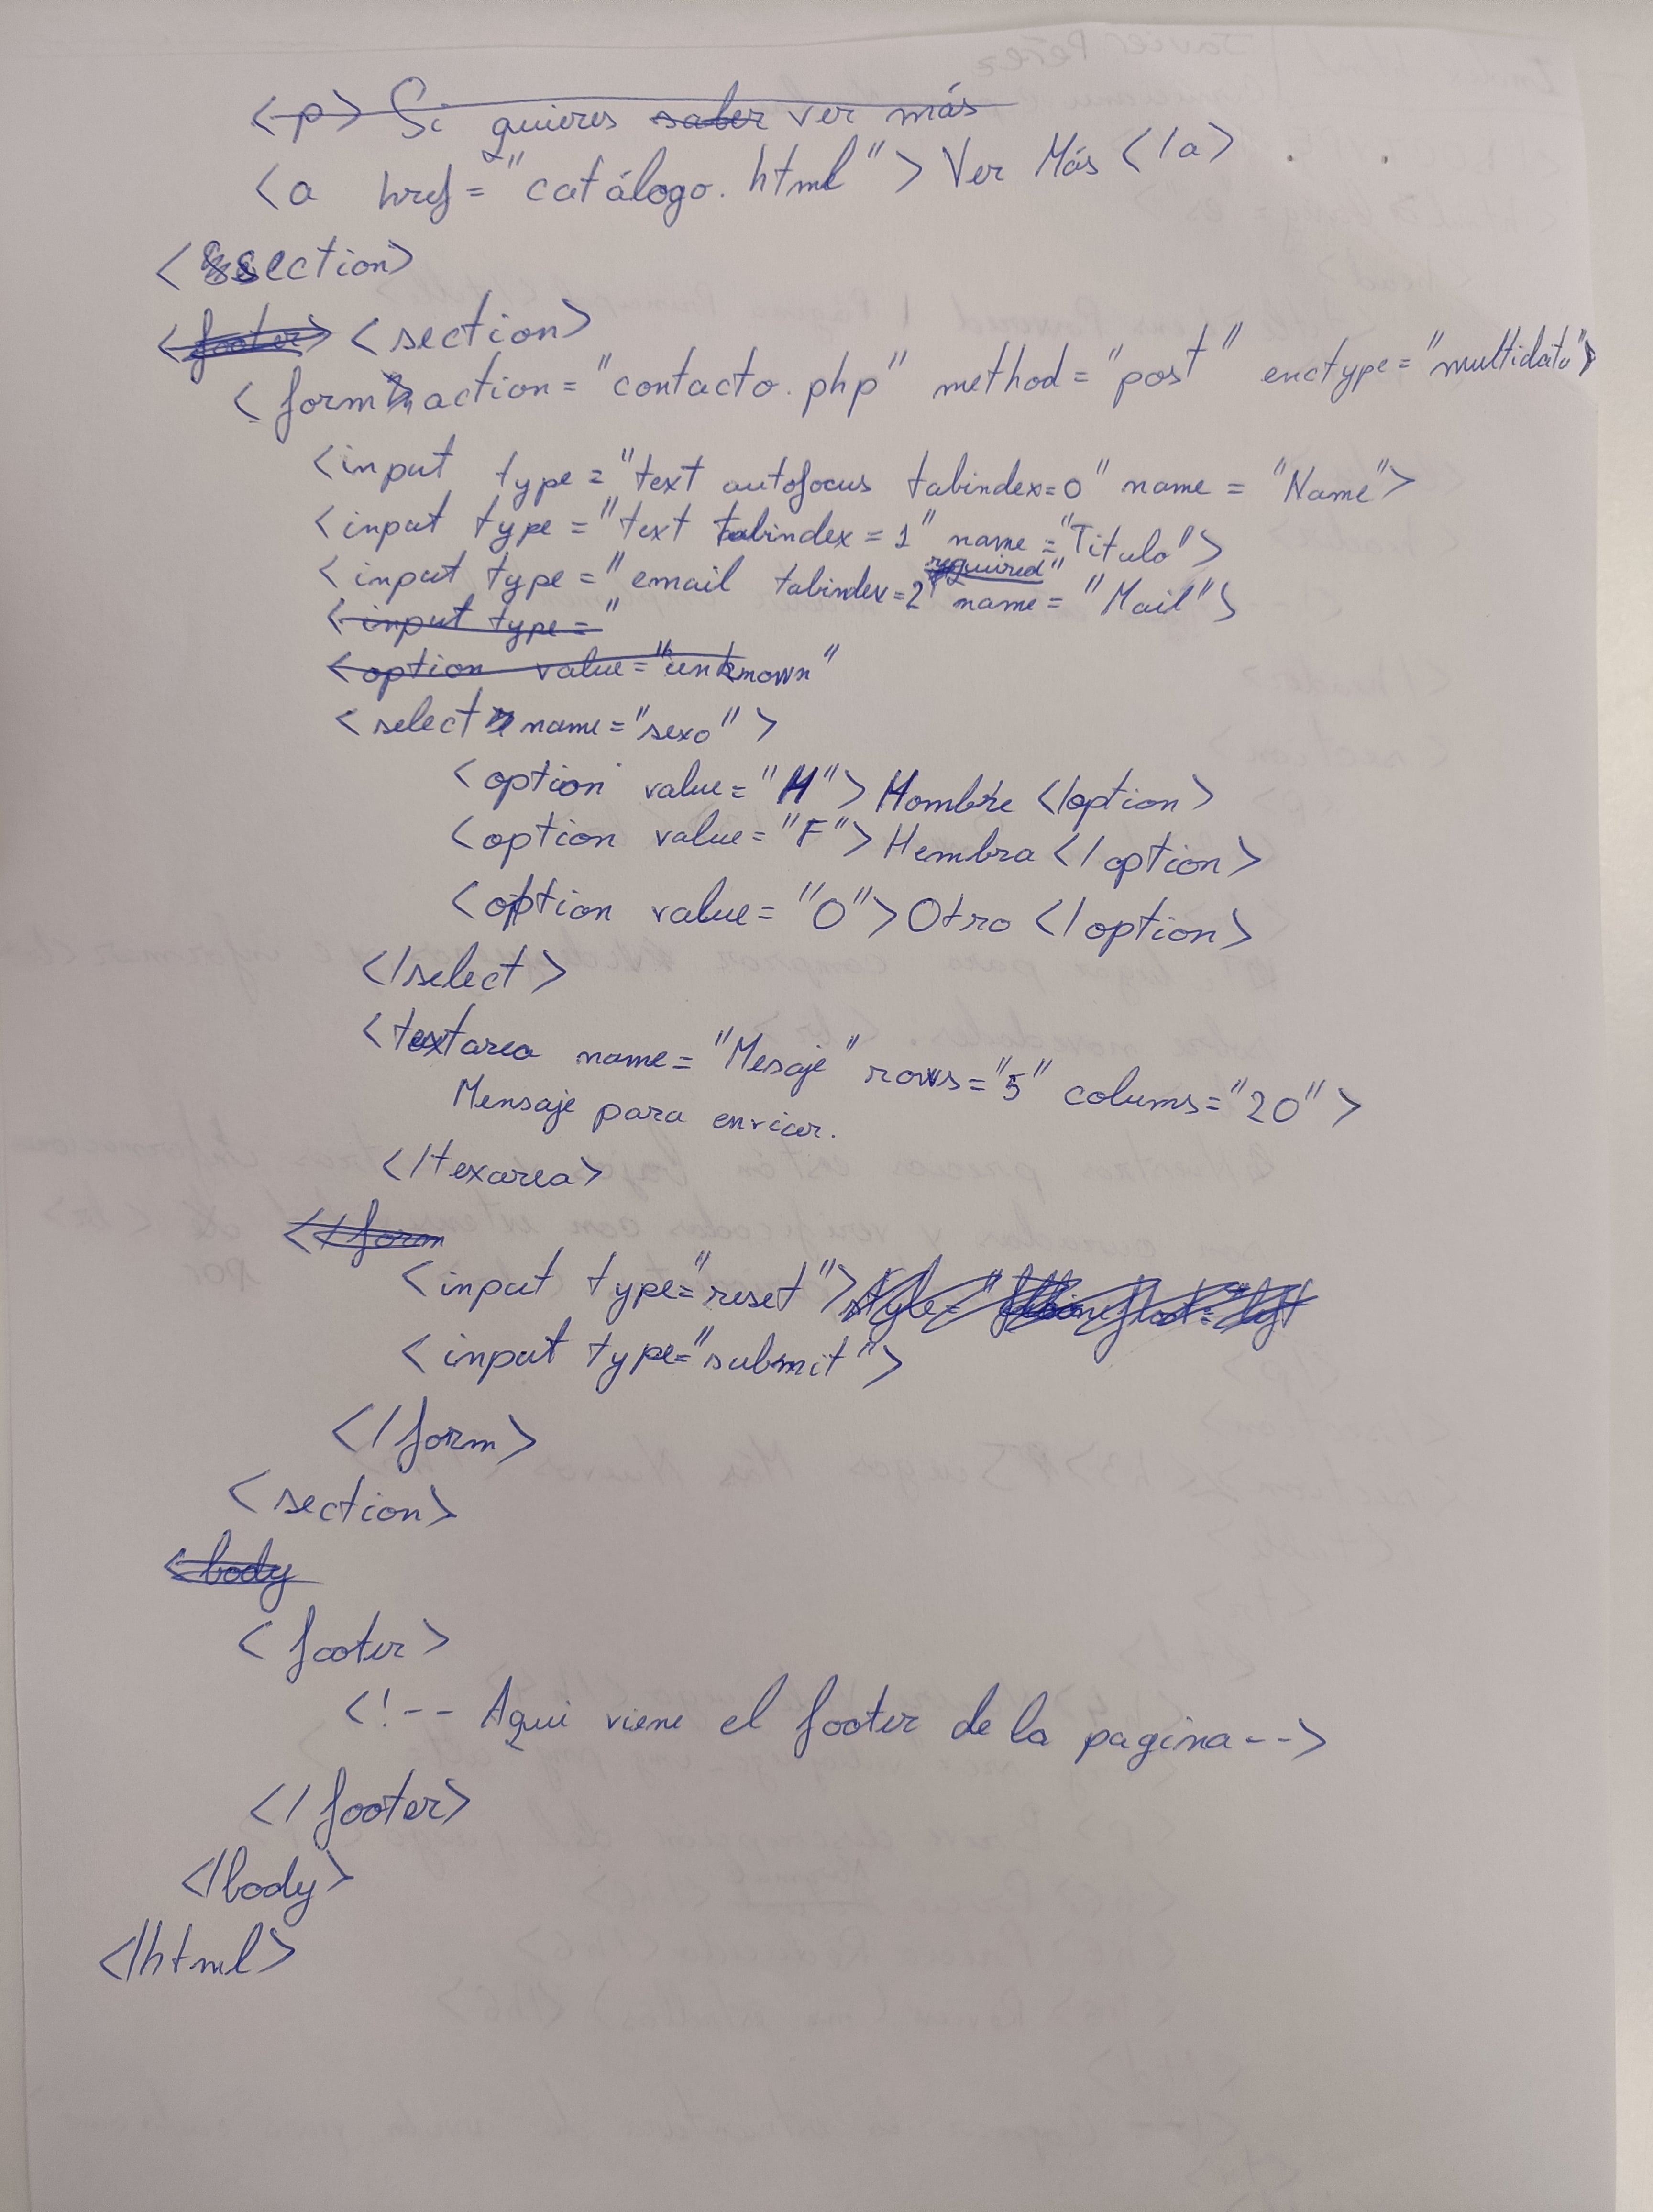 <p> Si quieres saber ver más
<a href="catálogo.html"> Ver Más </a>
<section>
<footer> <section>
<form action="contacto.php" method="post" enctype="multidata">
<input type="text autofocus tabindex=0" name="Name">
<input type="text tabindex=1" name="Titulo">
required"
<input type="email tabindex=2" name="Mail">
<input type="
<option value="unknown"
<select name="sexo">
<option value="H"> Hombre </option>
<option value="F"> Hembra </option>
<option value="O"> Otro </option>
</select>
<textarea name="Mesaje" rows="5" colums="20">
Mensaje para enviar.
</texarea>
</form
<input type="reset"> style="
<input type="submit">
</form>
<section>
<body
<footer>
<!-- Aqui viene el footer de la pagina-->
</footer>
</body>
</html>